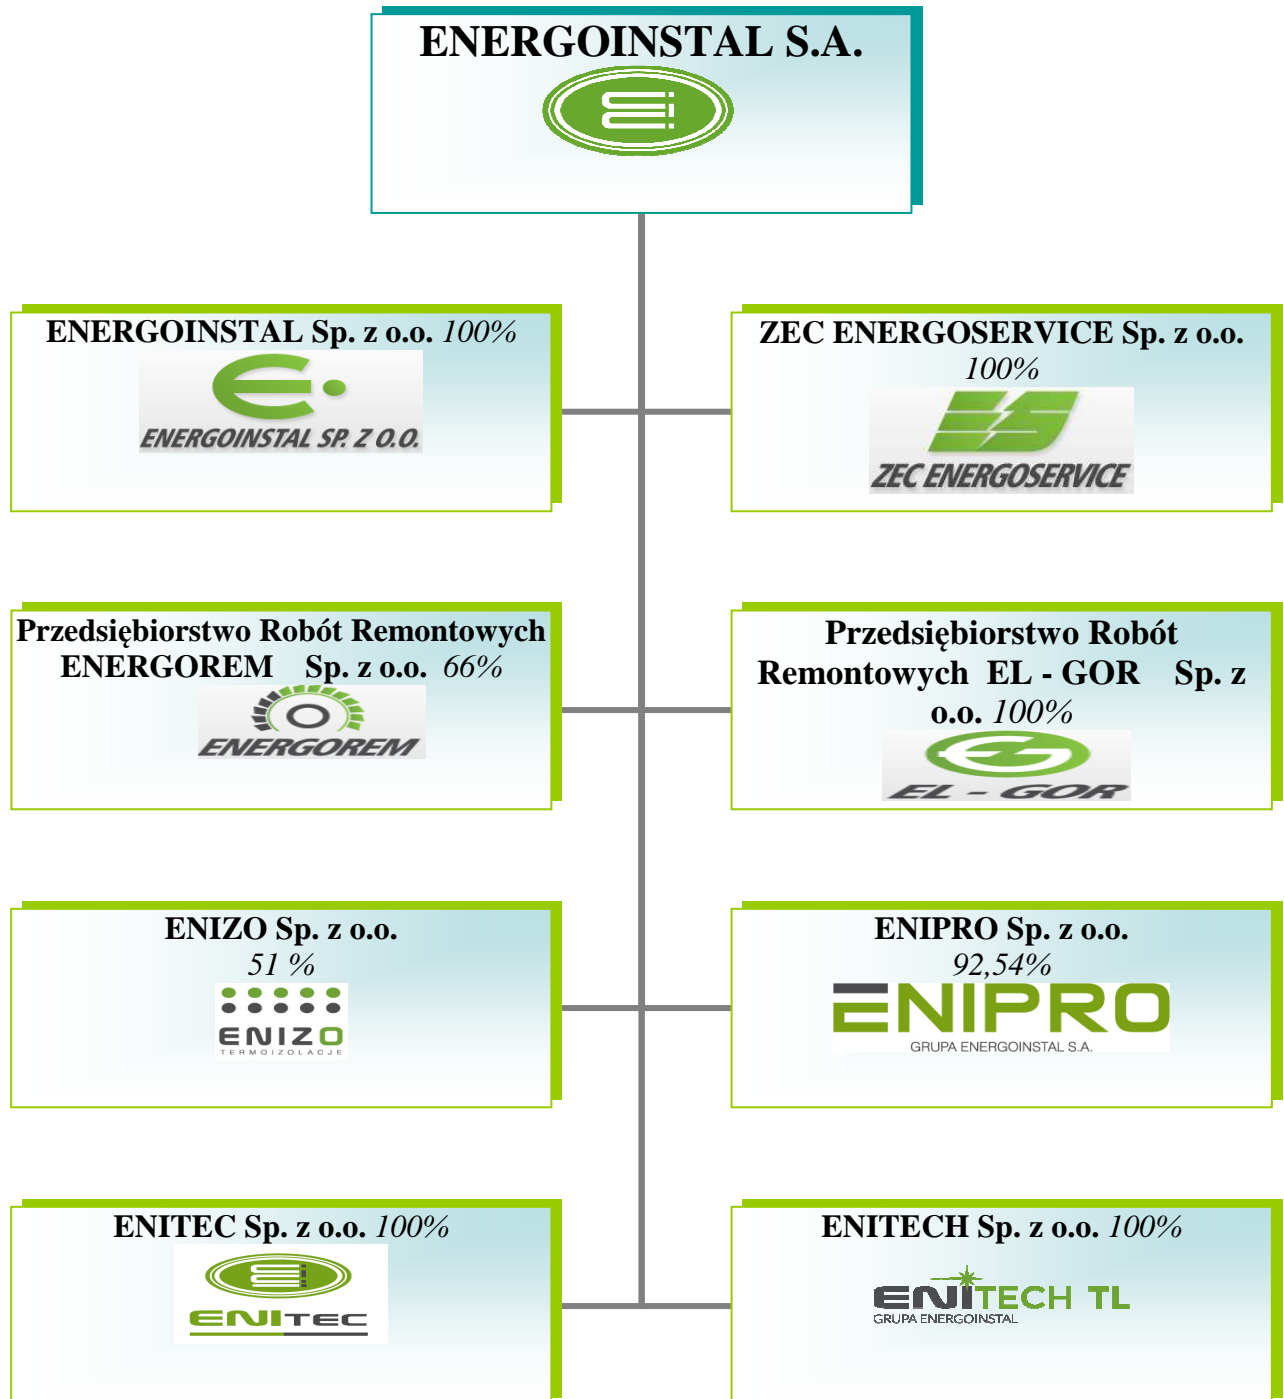 ENERGOINSTAL S.A.
ENERGOINSTAL Sp. z o.o. 100%
ENERGOINSTAL SP. Z O.O.
ZEC ENERGOSERVICE Sp. z o.o.
100%
ZEC ENERGOSERVICE
Przedsiębiorstwo Robót Remontowych
ENERGOREM Sp. z o.o. 66%
ENERGOREM
Przedsiębiorstwo Robót
Remontowych EL - GOR Sp. z
o.o. 100%
EL - GOR
ENIZO Sp. z o.o.
51 %
ENIZO
TERMOIZOLACJE
ENIPRO Sp. z o.o.
92,54%
ENIPRO
GRUPA ENERGOINSTAL S.A.
ENITEC Sp. z o.o. 100%
ENITEC
ENITECH Sp. z o.o. 100%
ENITECH TL
GRUPA ENERGOINSTAL